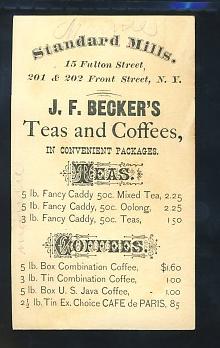 Standard Mills.
15 Fulton Street,
201 & 202 Front Street, N. Y.
J. F. BECKER'S
Teas and Coffees,
IN CONVENIENT PACKAGES.
TEAS.
5 lb. Fancy Caddy, 50c. Mixed Tea, 2.25
5 lb. Fancy Caddy, 50c. Oolong, 2.25
3 lb. Fancy Caddy, 50c. Teas, 1 50
COFFEES.
5 lb. Box Combination Coffee, $1.60
3 lb. Tin Combination Coffee, 1 00
5 lb. Box U. S. Java Coffee, 1 00
2½ lb. Tin Ex. Choice CAFE de PARIS, 85